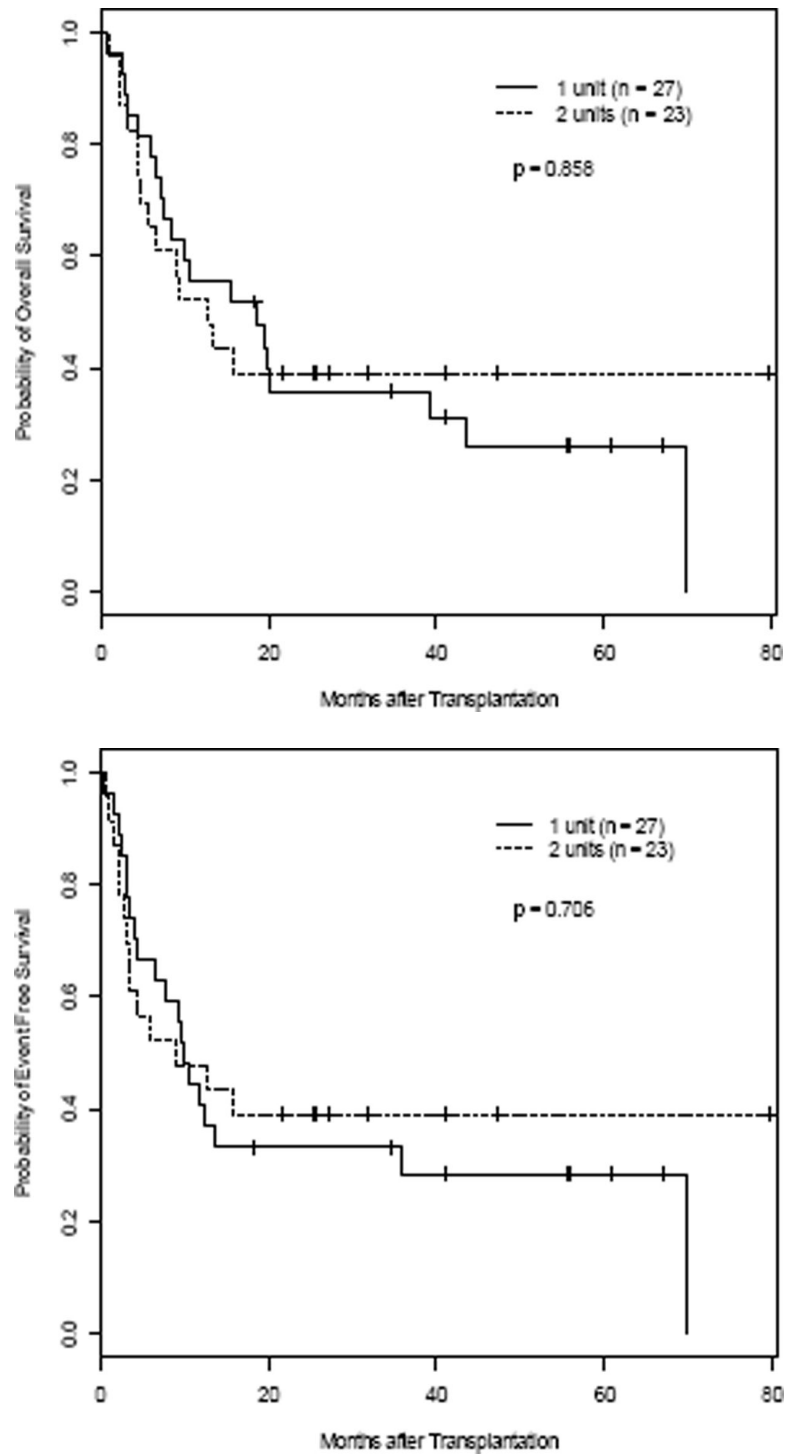 Probability of Overall Survival
1.0
0.8
0.6
0.4
0.2
0.0
1 unit (n = 27)
2 units (n = 23)
p = 0.858
0 20 40 60 80
Months after Transplantation
Probability of Event Free Survival
1.0
0.8
0.6
0.4
0.2
0.0
1 unit (n = 27)
2 units (n = 23)
p = 0.706
0 20 40 60 80
Months after Transplantation